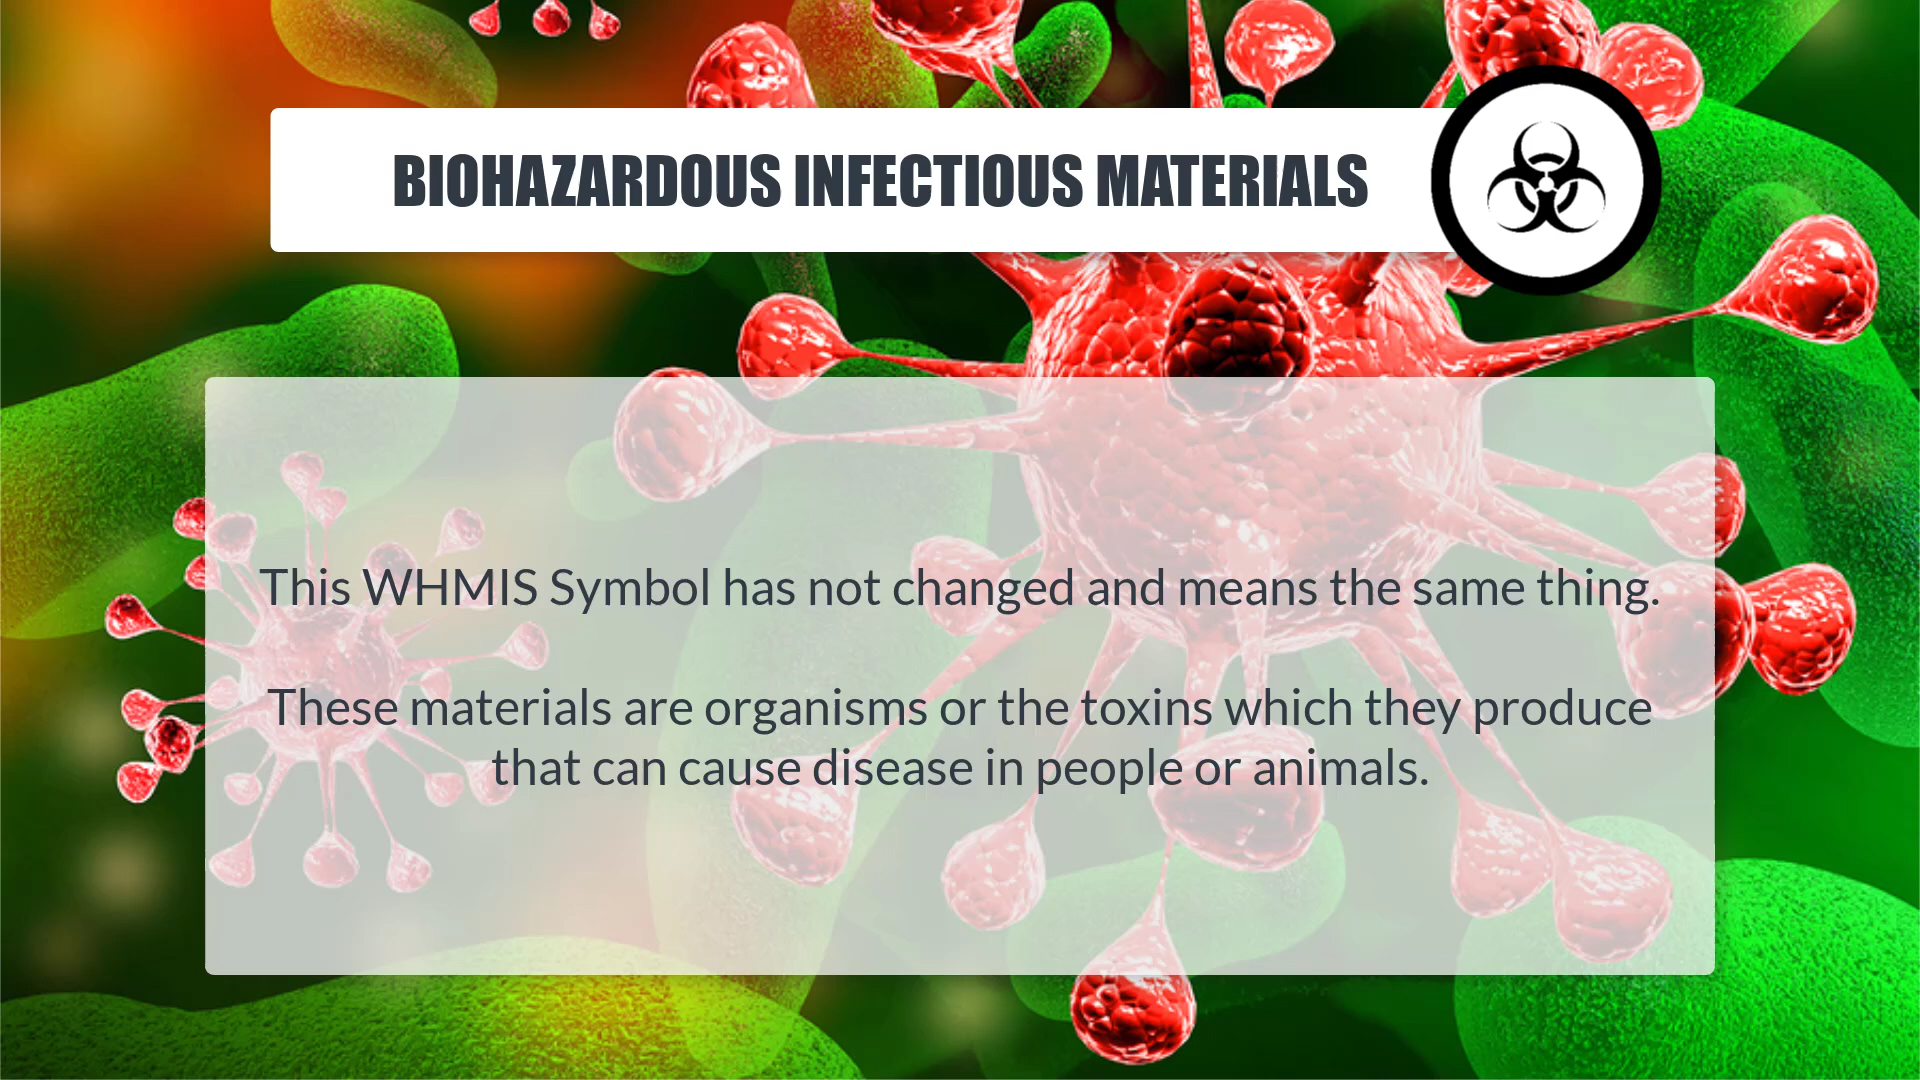 BIOHAZARDOUS INFECTIOUS MATERIALS
This WHMIS Symbol has not changed and means the same thing.
These materials are organisms or the toxins which they produce
that can cause disease in people or animals.